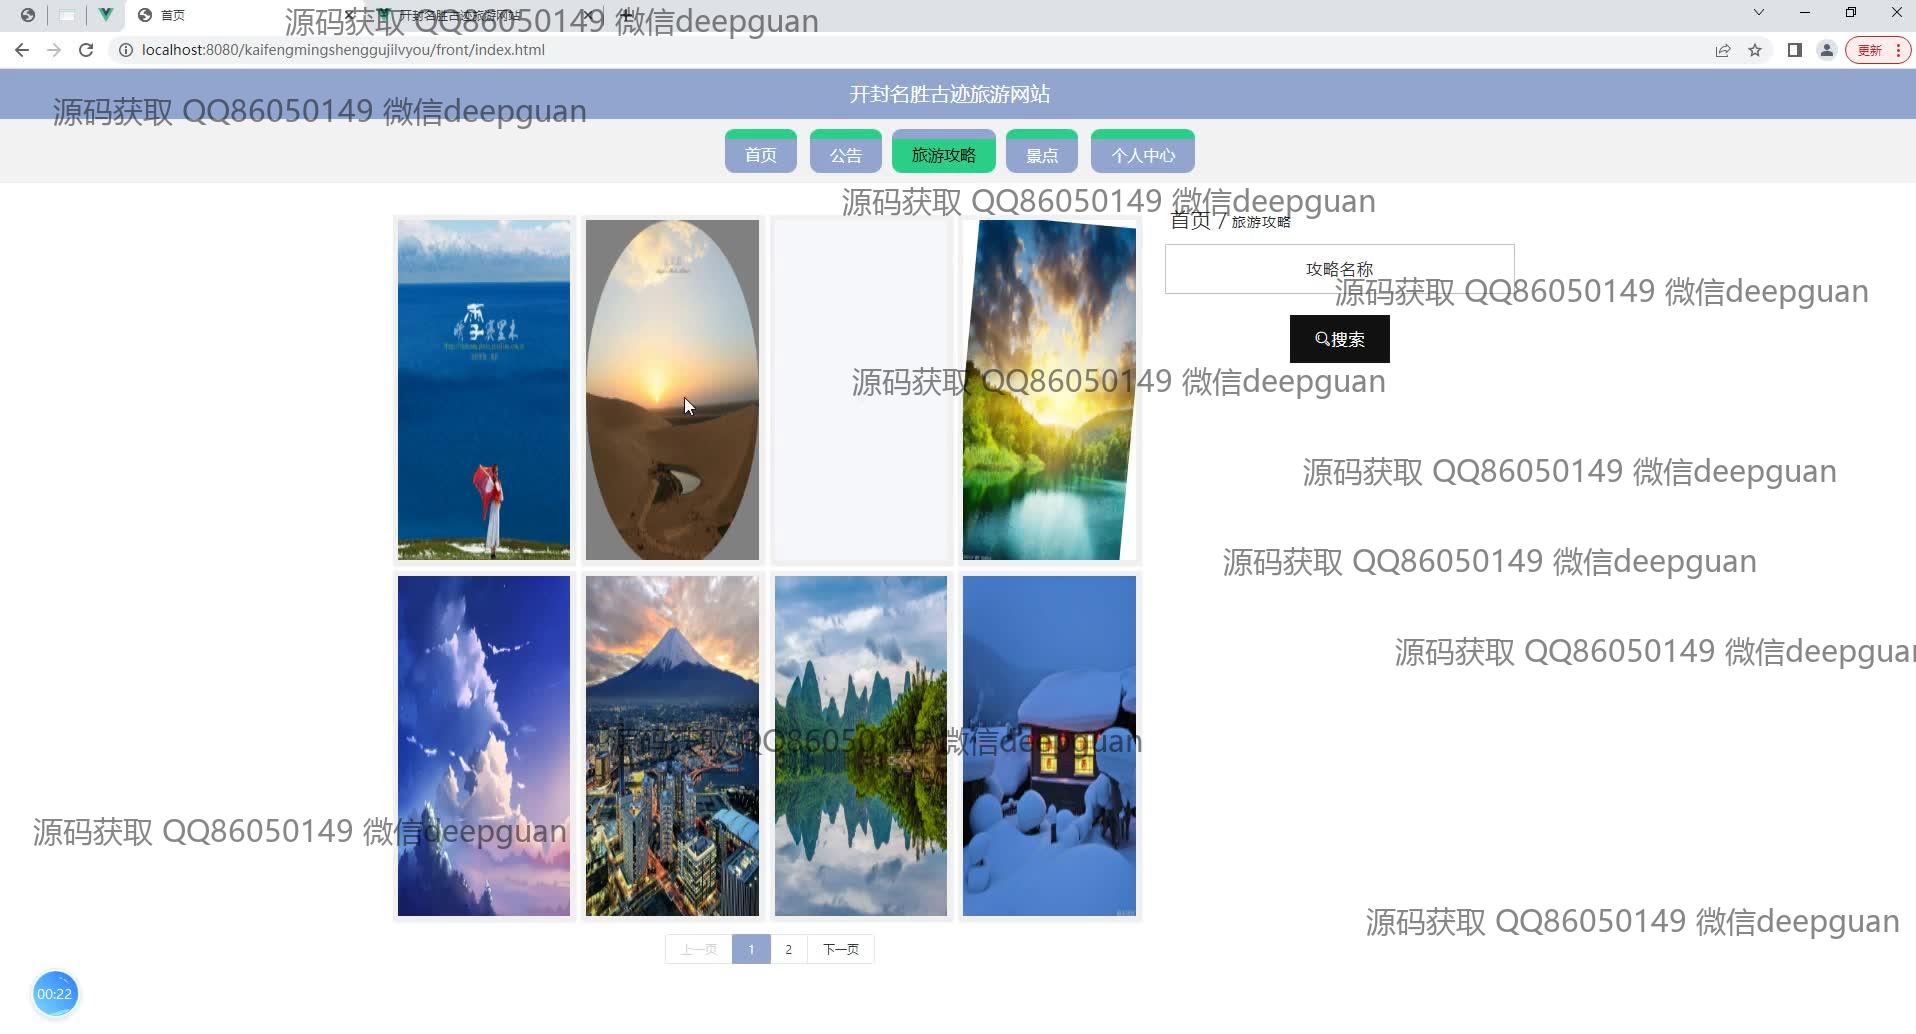 首页
开封名胜古迹旅游网站
源码获取 QQ86050149 微信deepguan
localhost:8080/kaifengmingshenggujilvyou/front/index.html
更新
开封名胜古迹旅游网站
源码获取 QQ86050149 微信deepguan
首页
公告
旅游攻略
景点
个人中心
源码获取 QQ86050149 微信deepguan
首页 / 旅游攻略
攻略名称
源码获取 QQ86050149 微信deepguan
搜索
源码获取 QQ86050149 微信deepguan
源码获取 QQ86050149 微信deepguan
源码获取 QQ86050149 微信deepguan
源码获取 QQ86050149 微信deepguan
源码获取 QQ86050149 微信deepguan
源码获取 QQ86050149 微信deepguan
源码获取 QQ86050149 微信deepguan
上一页
1
2
下一页
00:22